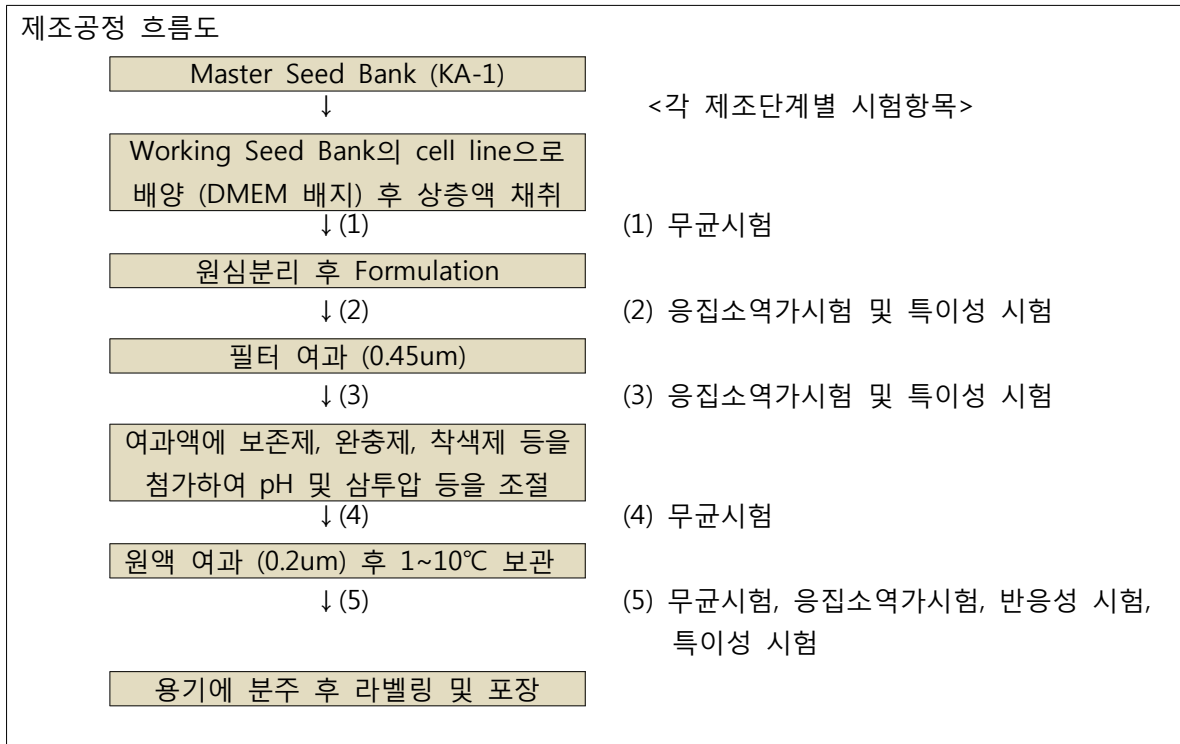 제조공정 흐름도
Master Seed Bank (KA-1)
↓
<각 제조단계별 시험항목>
Working Seed Bank의 cell line으로
배양 (DMEM 배지) 후 상층액 채취
↓(1)
(1) 무균시험
원심분리 후 Formulation
↓(2)
(2) 응집소역가시험 및 특이성 시험
필터 여과 (0.45um)
↓(3)
(3) 응집소역가시험 및 특이성 시험
여과액에 보존제, 완충제, 착색제 등을
첨가하여 pH 및 삼투압 등을 조절
↓(4)
(4) 무균시험
원액 여과 (0.2um) 후 1~10℃ 보관
↓(5)
(5) 무균시험, 응집소역가시험, 반응성 시험,
특이성 시험
용기에 분주 후 라벨링 및 포장